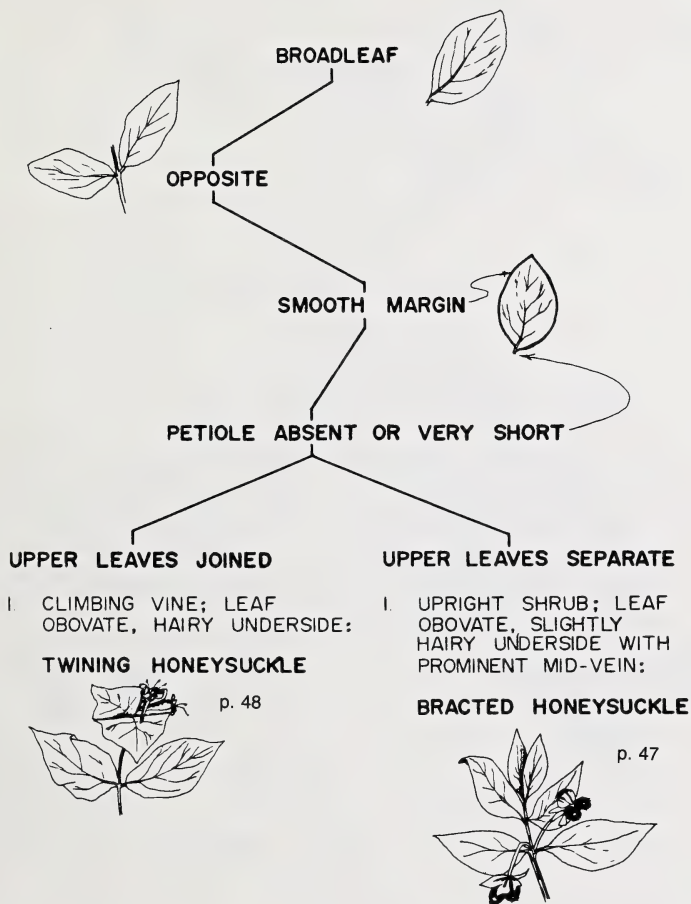 BROADLEAF
OPPOSITE
SMOOTH MARGIN
PETIOLE ABSENT OR VERY SHORT
UPPER LEAVES JOINED
1. CLIMBING VINE; LEAF
OBOVATE, HAIRY UNDERSIDE:
TWINING HONEYSUCKLE
p. 48
UPPER LEAVES SEPARATE
1. UPRIGHT SHRUB; LEAF
OBOVATE, SLIGHTLY
HAIRY UNDERSIDE WITH
PROMINENT MID-VEIN:
BRACTED HONEYSUCKLE
p. 47